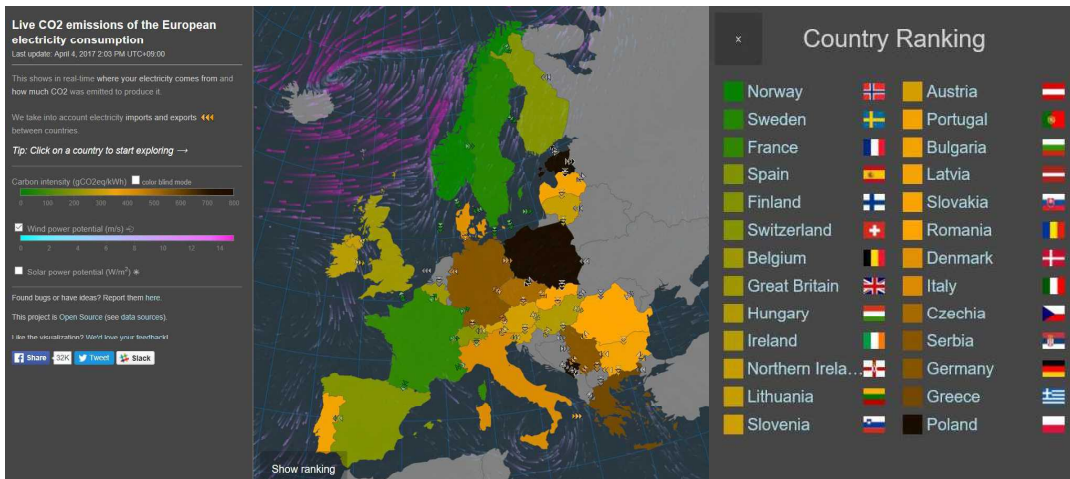 Live CO2 emissions of the European
electricity consumption
Last update: April 4, 2017 2:03 PM UTC+09:00
This shows in real-time where your electricity comes from and
how much CO2 was emitted to produce it.
We take into account electricity imports and exports
between countries.
Tip: Click on a country to start exploring →
Carbon intensity (gCO2eq/kWh) color blind mode
0 100 200 300 400 500 600 700 800
Wind power potential (m/s)
0 2 4 6 8 10 12 14
Solar power potential (W/m²) ☀
Found bugs or have ideas? Report them here.
This project is Open Source (see data sources).
Like the visualization? We'd love your feedback!
Share 32K Tweet Slack
Show ranking
x Country Ranking
Norway
Sweden
France
Spain
Finland
Switzerland
Belgium
Great Britain
Hungary
Ireland
Northern Irela...
Lithuania
Slovenia
Austria
Portugal
Bulgaria
Latvia
Slovakia
Romania
Denmark
Italy
Czechia
Serbia
Germany
Greece
Poland